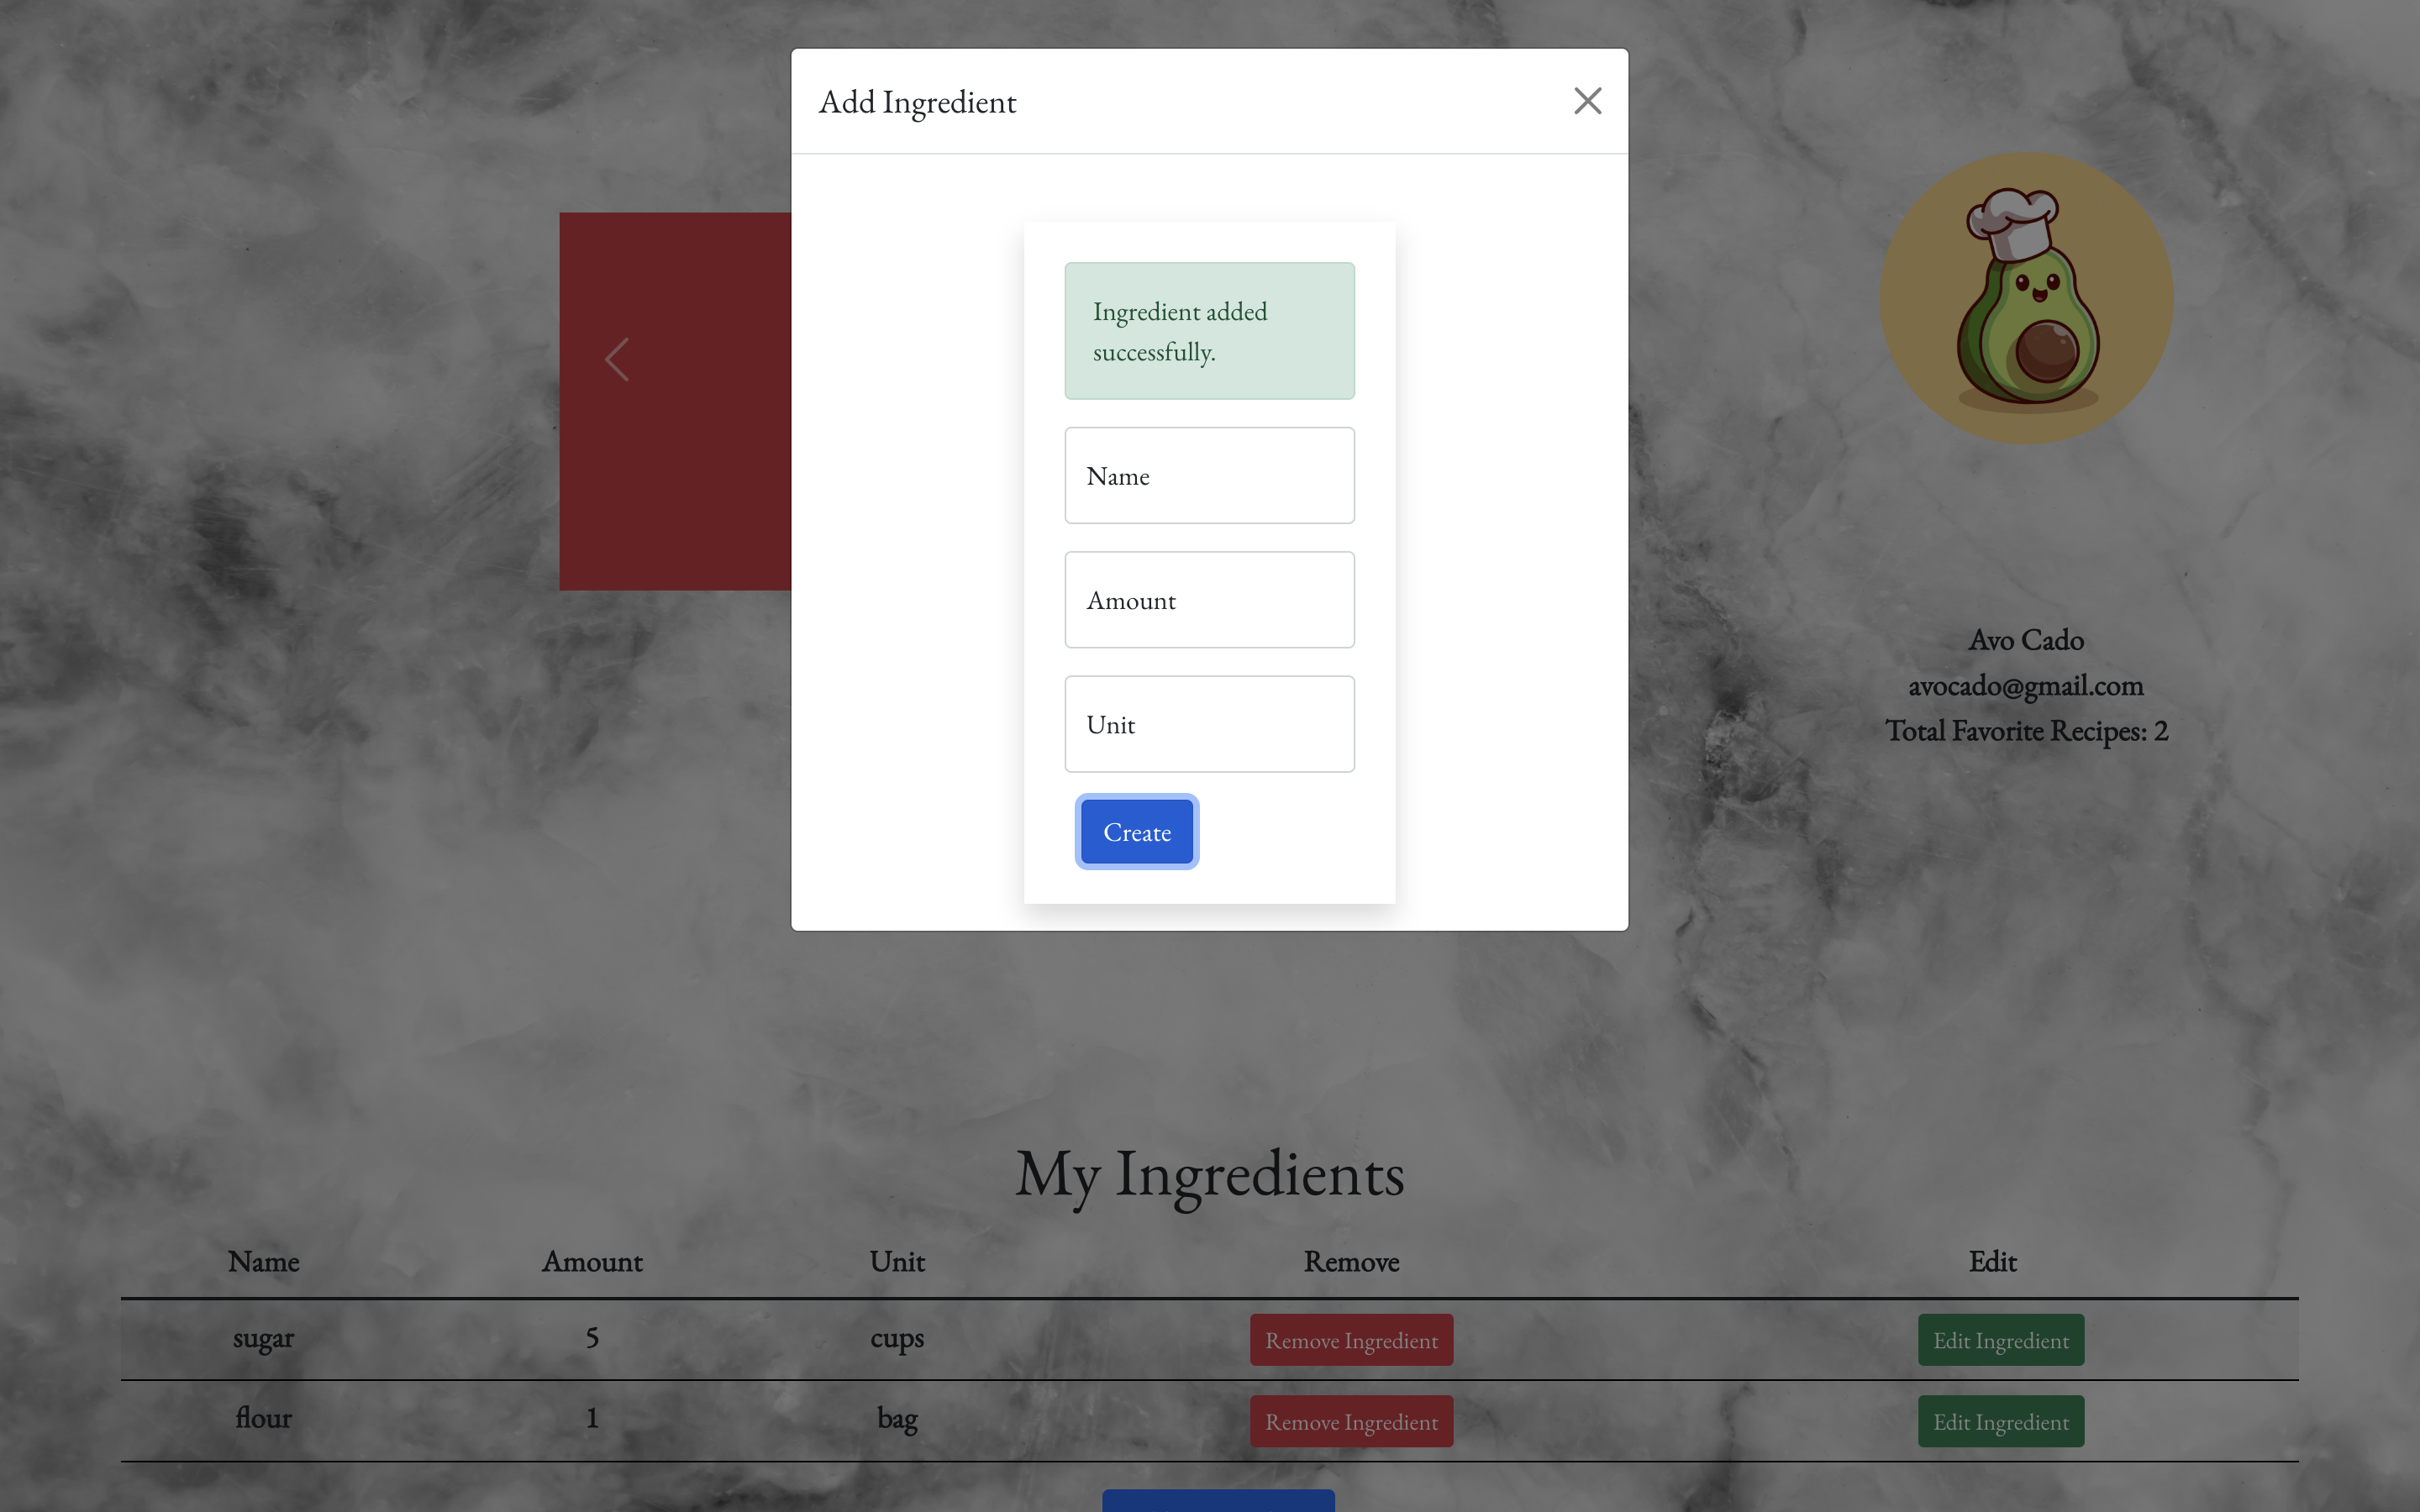 Add Ingredient
Ingredient added
successfully.
Name
Amount
Unit
Create
Avo Cado
avocado@gmail.com
Total Favorite Recipes: 2
My Ingredients
Name Amount Unit Remove Edit
sugar 5 cups Remove Ingredient Edit Ingredient
flour 1 bag Remove Ingredient Edit Ingredient